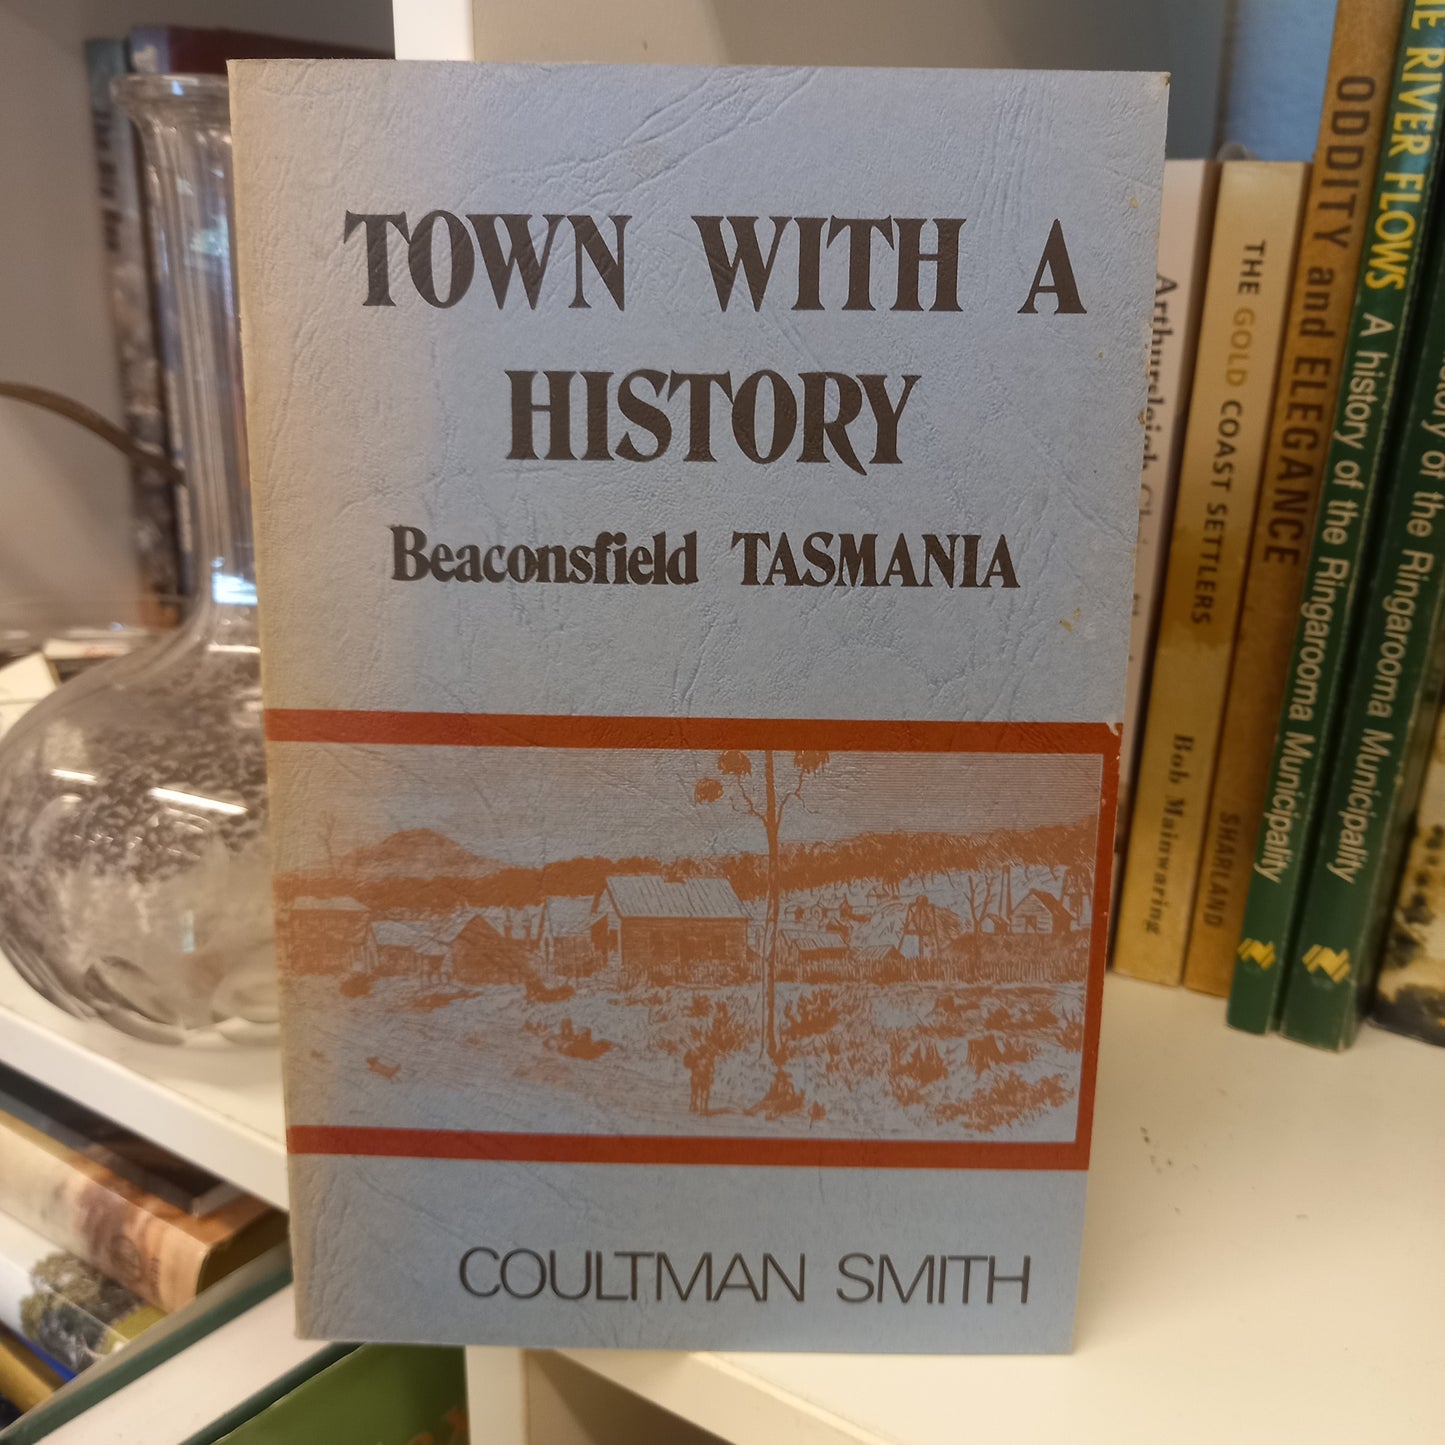 TOWN WITH A
HISTORY
Beaconsfield TASMANIA
COULTMAN SMITH
THE GOLD COAST SETTLERS Bob Mainwaring
ODDITY and ELEGANCE SHARLAND
RIVER FLOWS A history of the Ringarooma Municipality
of the Ringarooma Municipality